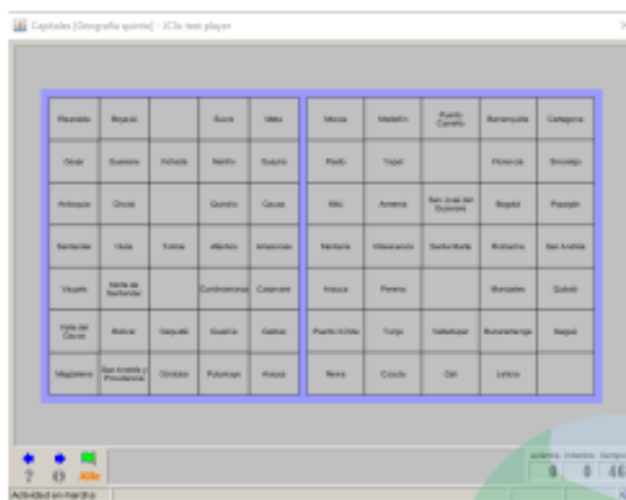 Capitales [Geografía quinto] - JClic test player
Risaralda Boyacá Sucre Meta Mocoa Medellín Puerto Carreño Barranquilla Cartagena
Cesar Guaviare Vichada Nariño Guajira Pasto Yopal Florencia Sincelejo
Antioquia Chocó Quindío Cauca Mitú Armenia San José del Guaviare Bogotá Popayán
Santander Huila Tolima Atlántico Amazonas Montería Villavicencio Santa Marta Riohacha San Andrés
Vaupés Norte de Santander Cundinamarca Casanare Arauca Pereira Manizales Quibdó
Valle del Cauca Bolívar Caquetá Guainía Caldas Puerto Inírida Tunja Valledupar Bucaramanga Ibagué
Magdalena San Andrés y Providencia Córdoba Putumayo Arauca Neiva Cúcuta Cali Leticia
aciertos intentos tiempo
0 0 46
JClic
Actividad en marcha